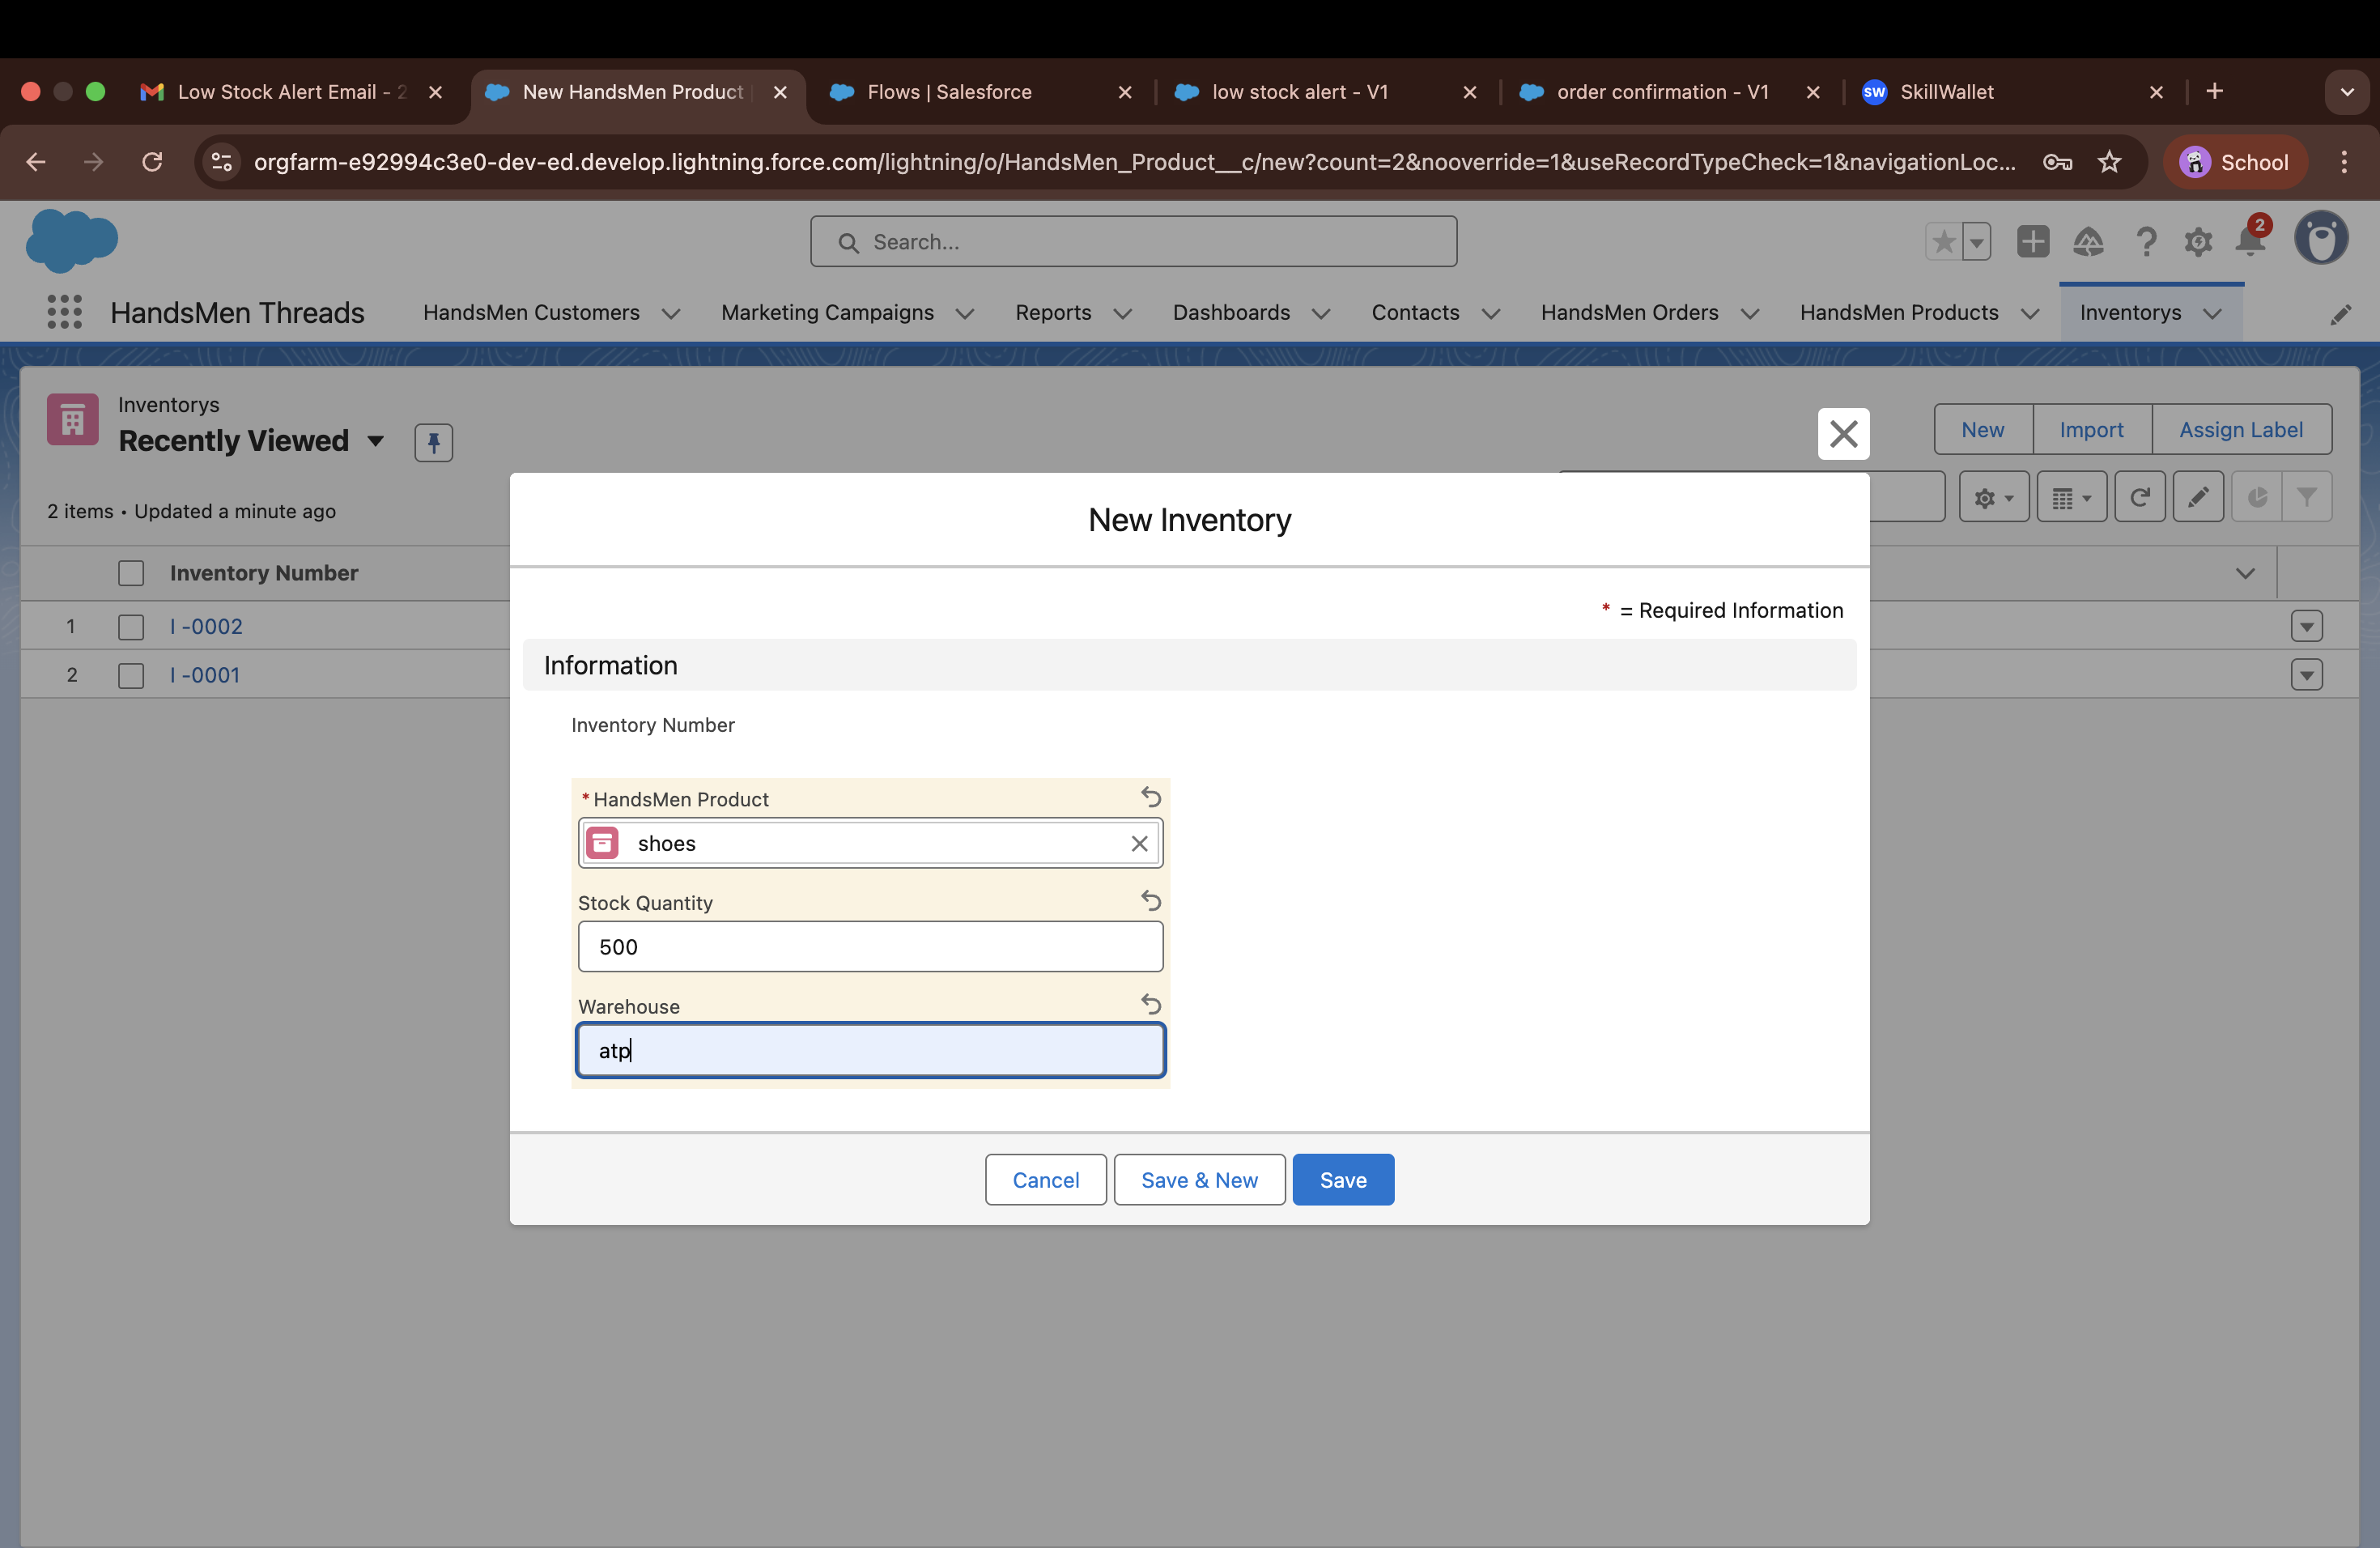 Low Stock Alert Email - 2
New HandsMen Product
Flows | Salesforce
low stock alert - V1
order confirmation - V1
SW
SkillWallet
orgfarm-e92994c3e0-dev-ed.develop.lightning.force.com/lightning/o/HandsMen_Product__c/new?count=2&nooverride=1&useRecordTypeCheck=1&navigationLoc...
School
Search...
2
HandsMen Threads
HandsMen Customers
Marketing Campaigns
Reports
Dashboards
Contacts
HandsMen Orders
HandsMen Products
Inventorys
Inventorys
Recently Viewed
New
Import
Assign Label
2 items • Updated a minute ago
Inventory Number
1
I -0002
2
I -0001
New Inventory
* = Required Information
Information
Inventory Number
* HandsMen Product
shoes
Stock Quantity
500
Warehouse
atp
Cancel
Save & New
Save